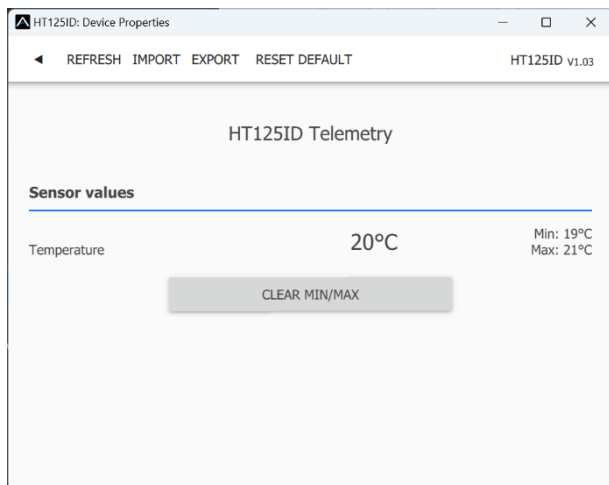 HT125ID: Device Properties
◄ REFRESH IMPORT EXPORT RESET DEFAULT HT125ID V1.03
HT125ID Telemetry
Sensor values
Temperature 20°C Min: 19°C
Max: 21°C
CLEAR MIN/MAX